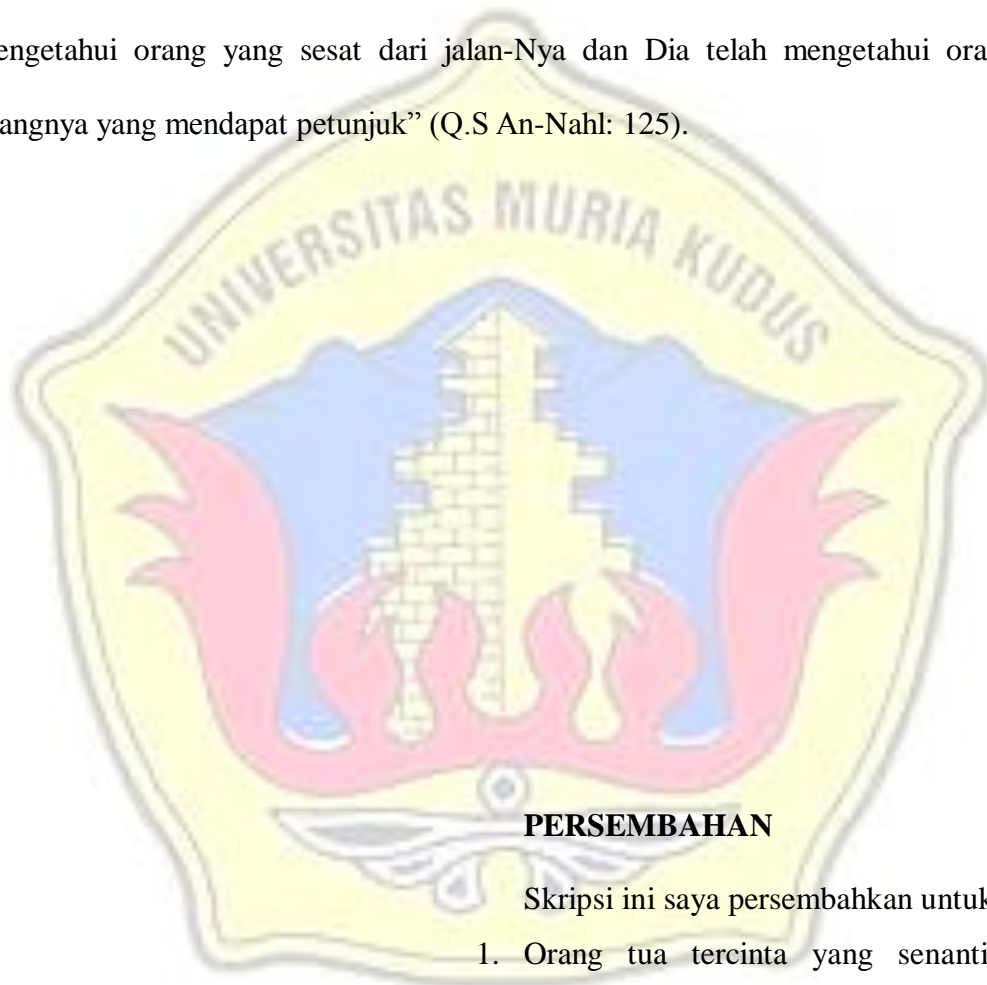 engetahui orang yang sesat dari jalan-Nya dan Dia telah mengetahui ora
angnya yang mendapat petunjuk” (Q.S An-Nahl: 125).
UNIVERSITAS MURIA KUDUS
PERSEMBAHAN
Skripsi ini saya persembahkan untuk
1. Orang tua tercinta yang senanti